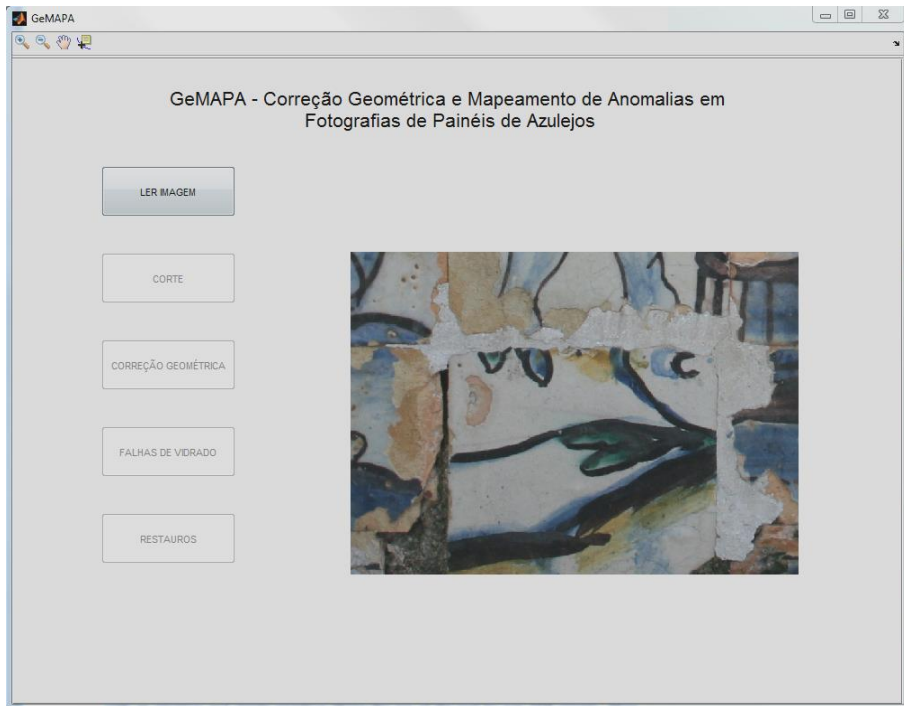 GeMAPA
GeMAPA - Correção Geométrica e Mapeamento de Anomalias em
Fotografias de Painéis de Azulejos
LER IMAGEM
CORTE
CORREÇÃO GEOMÉTRICA
FALHAS DE VIDRADO
RESTAUROS